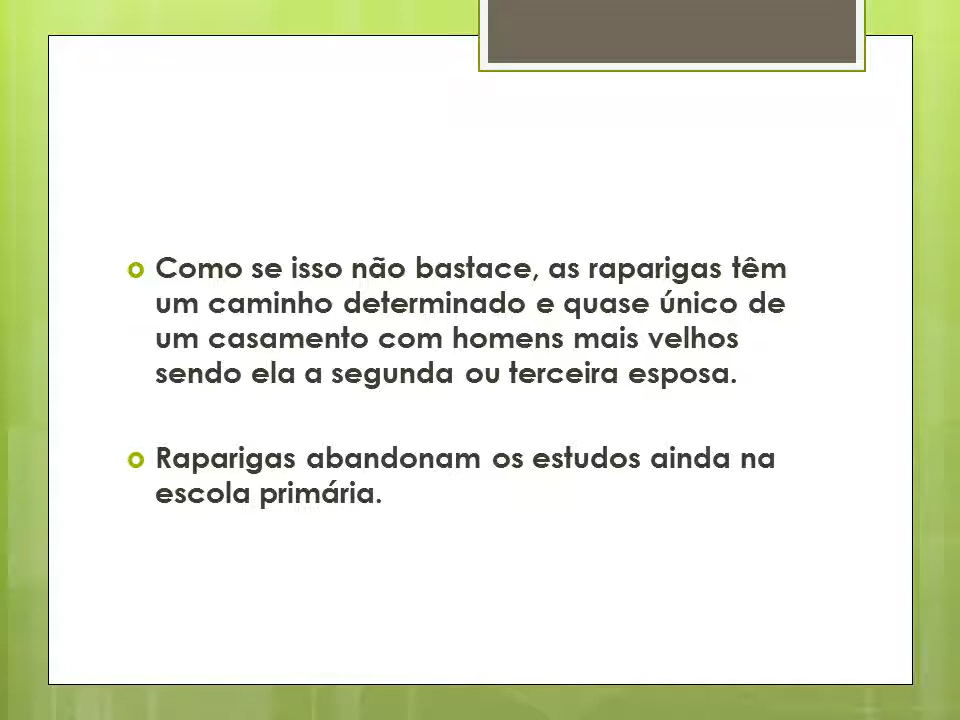 Como se isso não bastace, as raparigas têm
um caminho determinado e quase único de
um casamento com homens mais velhos
sendo ela a segunda ou terceira esposa.
Raparigas abandonam os estudos ainda na
escola primária.